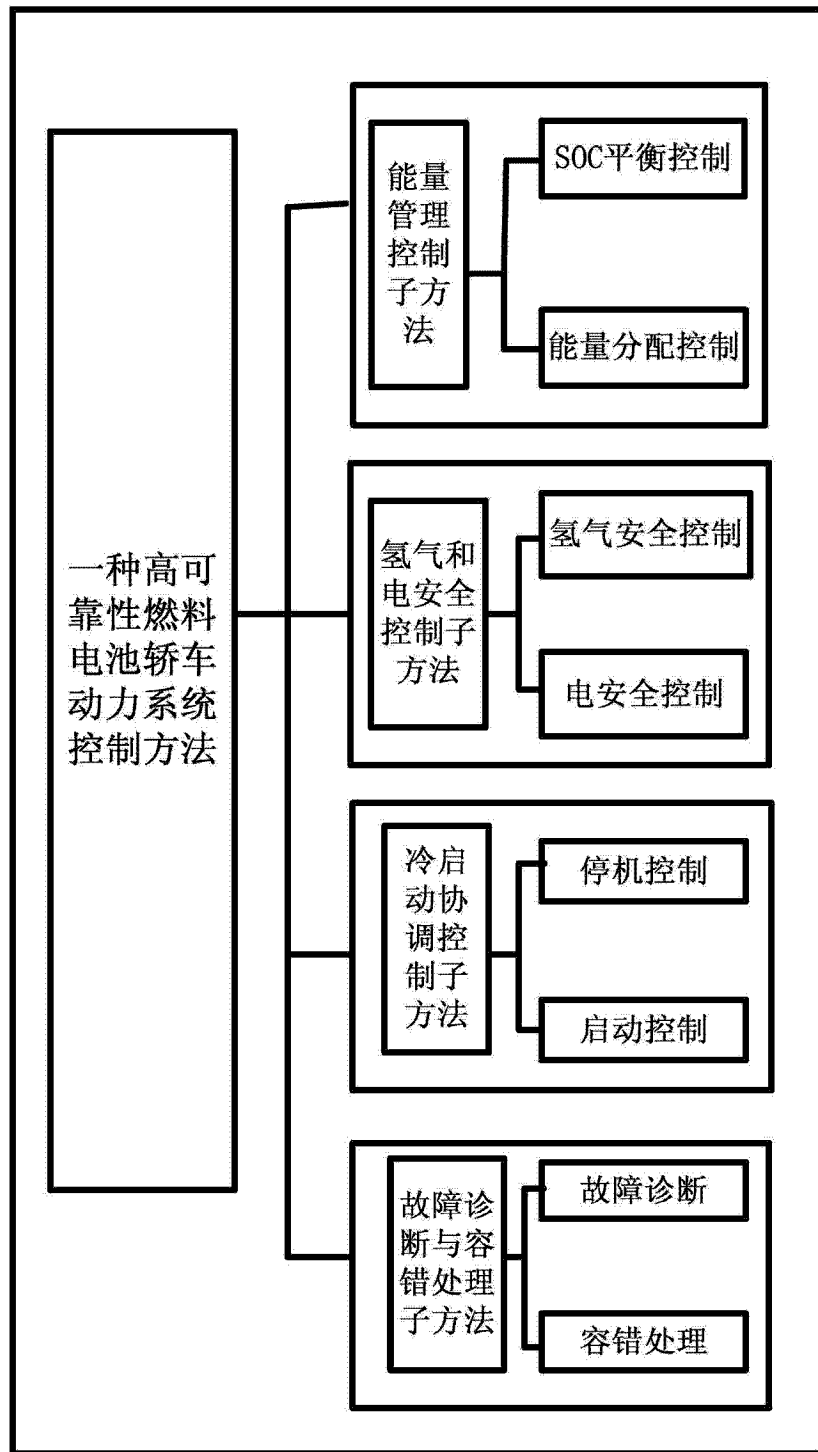 一种高可
靠性燃料
电池轿车
动力系统
控制方法
能量
管理
控制
子方
法
SOC平衡控制
能量分配控制
氢气和
电安全
控制子
方法
氢气安全控制
电安全控制
冷启
动协
调控
制子
方法
停机控制
启动控制
故障诊
断与容
错处理
子方法
故障诊断
容错处理